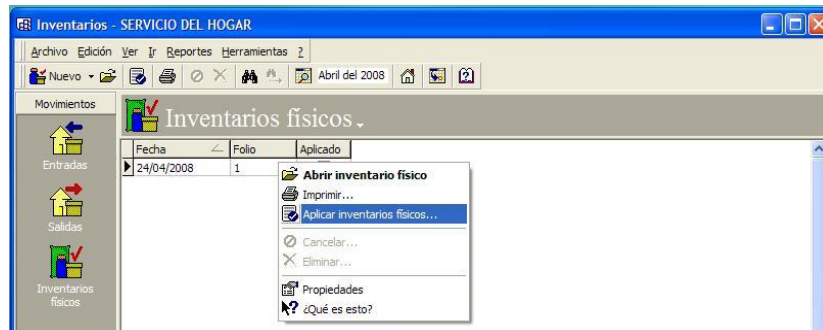 Inventarios - SERVICIO DEL HOGAR
Archivo Edición Ver Ir Reportes Herramientas ?
Nuevo Abril del 2008
Movimientos
Inventarios físicos
Entradas
Salidas
Inventarios
físicos
Fecha Folio Aplicado
24/04/2008 1
Abrir inventario físico
Imprimir...
Aplicar inventarios físicos...
Cancelar...
Eliminar...
Propiedades
¿Qué es esto?